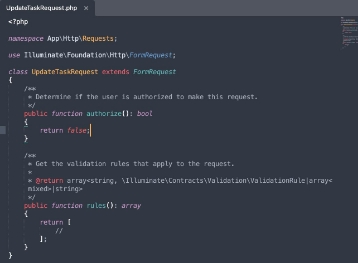 UpdateTaskRequest.php ×
<?php
namespace App\Http\Requests;
use Illuminate\Foundation\Http\FormRequest;
class UpdateTaskRequest extends FormRequest
{
/**
* Determine if the user is authorized to make this request.
*/
public function authorize(): bool
{
return false;
}
/**
* Get the validation rules that apply to the request.
*
* @return array<string, \Illuminate\Contracts\Validation\ValidationRule|array<
mixed>|string>
*/
public function rules(): array
{
return [
//
];
}
}